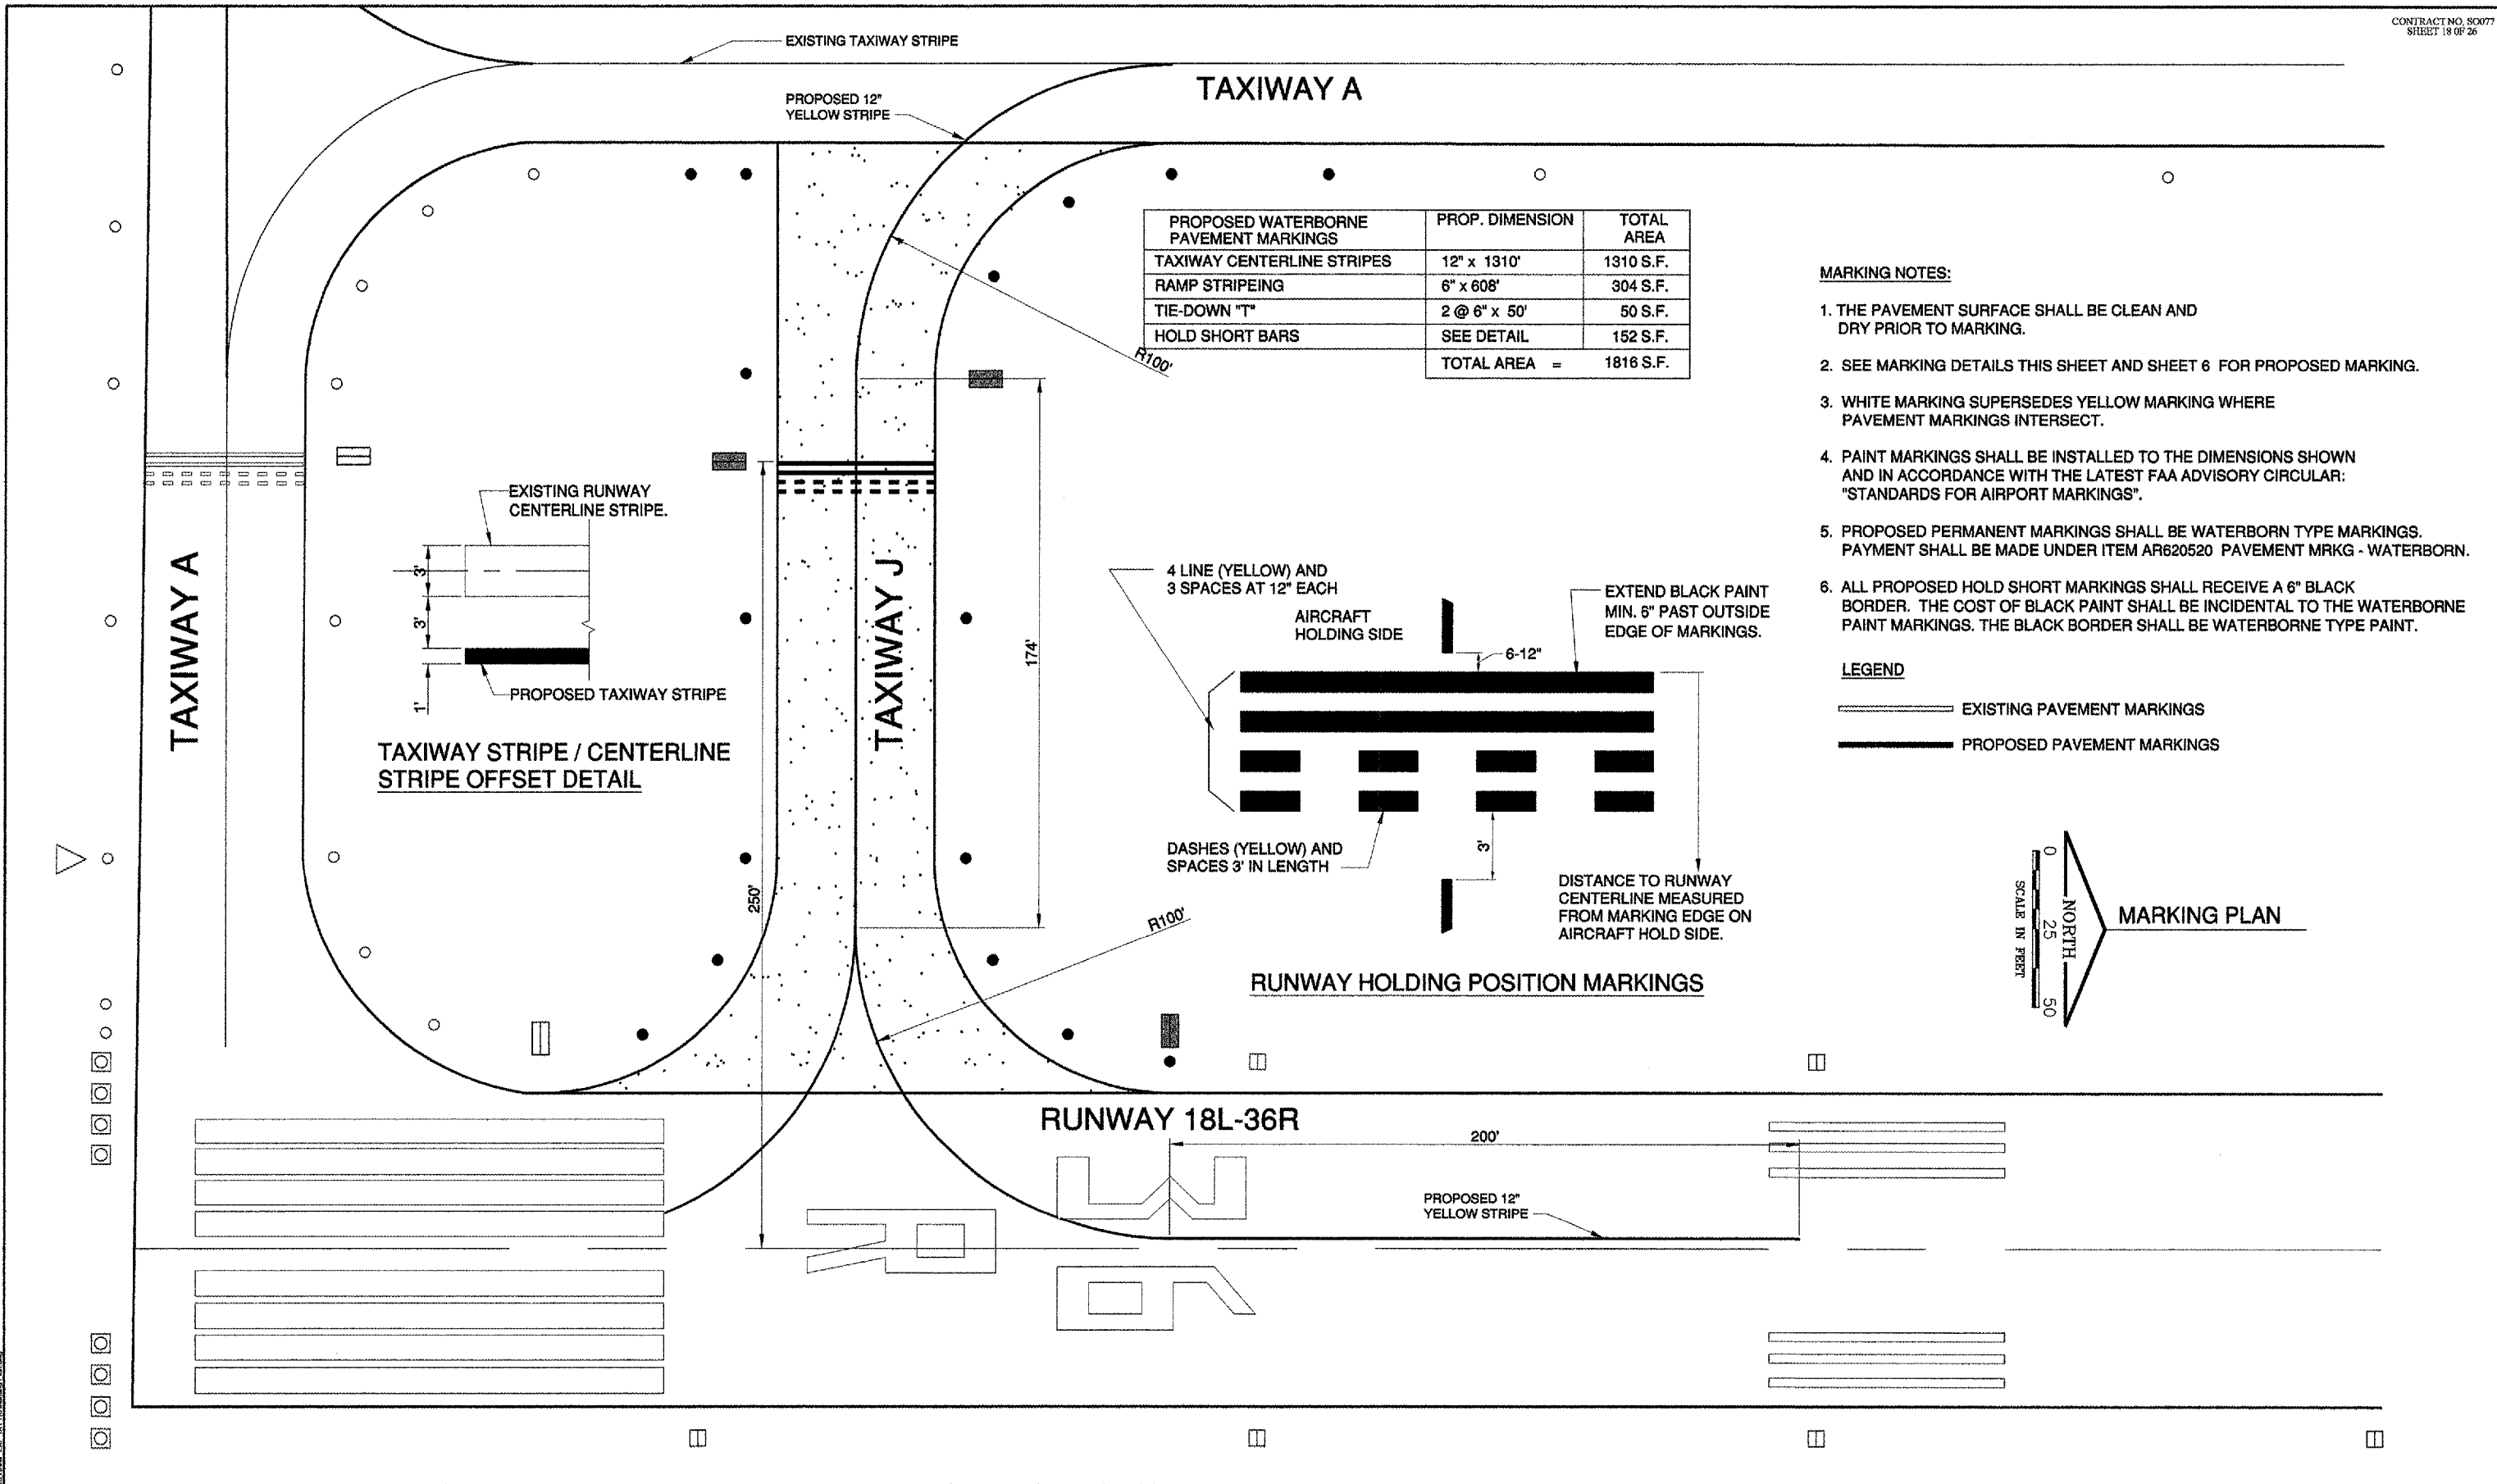 CONTRACT NO. SO077
SHEET 18 OF 26
EXISTING TAXIWAY STRIPE
TAXIWAY A
PROPOSED 12"
YELLOW STRIPE
PROPOSED WATERBORNE
PAVEMENT MARKINGS
PROP. DIMENSION
TOTAL
AREA
TAXIWAY CENTERLINE STRIPES 12" x 1310' 1310 S.F.
RAMP STRIPEING 6" x 608' 304 S.F.
TIE-DOWN "T" 2 @ 6" x 50' 50 S.F.
HOLD SHORT BARS SEE DETAIL 152 S.F.
TOTAL AREA = 1816 S.F.
R100'
MARKING NOTES:
1. THE PAVEMENT SURFACE SHALL BE CLEAN AND
DRY PRIOR TO MARKING.
2. SEE MARKING DETAILS THIS SHEET AND SHEET 6 FOR PROPOSED MARKING.
3. WHITE MARKING SUPERSEDES YELLOW MARKING WHERE
PAVEMENT MARKINGS INTERSECT.
4. PAINT MARKINGS SHALL BE INSTALLED TO THE DIMENSIONS SHOWN
AND IN ACCORDANCE WITH THE LATEST FAA ADVISORY CIRCULAR:
"STANDARDS FOR AIRPORT MARKINGS".
5. PROPOSED PERMANENT MARKINGS SHALL BE WATERBORN TYPE MARKINGS.
PAYMENT SHALL BE MADE UNDER ITEM AR620520 PAVEMENT MRKG - WATERBORN.
6. ALL PROPOSED HOLD SHORT MARKINGS SHALL RECEIVE A 6" BLACK
BORDER. THE COST OF BLACK PAINT SHALL BE INCIDENTAL TO THE WATERBORNE
PAINT MARKINGS. THE BLACK BORDER SHALL BE WATERBORNE TYPE PAINT.
LEGEND
EXISTING PAVEMENT MARKINGS
PROPOSED PAVEMENT MARKINGS
TAXIWAY A
EXISTING RUNWAY
CENTERLINE STRIPE.
3'
3'
1'
PROPOSED TAXIWAY STRIPE
TAXIWAY STRIPE / CENTERLINE
STRIPE OFFSET DETAIL
TAXIWAY J
174'
250'
4 LINE (YELLOW) AND
3 SPACES AT 12" EACH
AIRCRAFT
HOLDING SIDE
EXTEND BLACK PAINT
MIN. 6" PAST OUTSIDE
EDGE OF MARKINGS.
6-12"
DASHES (YELLOW) AND
SPACES 3' IN LENGTH
3'
DISTANCE TO RUNWAY
CENTERLINE MEASURED
FROM MARKING EDGE ON
AIRCRAFT HOLD SIDE.
RUNWAY HOLDING POSITION MARKINGS
R100'
0 25 50
SCALE IN FEET
NORTH
MARKING PLAN
RUNWAY 18L-36R
200'
PROPOSED 12"
YELLOW STRIPE